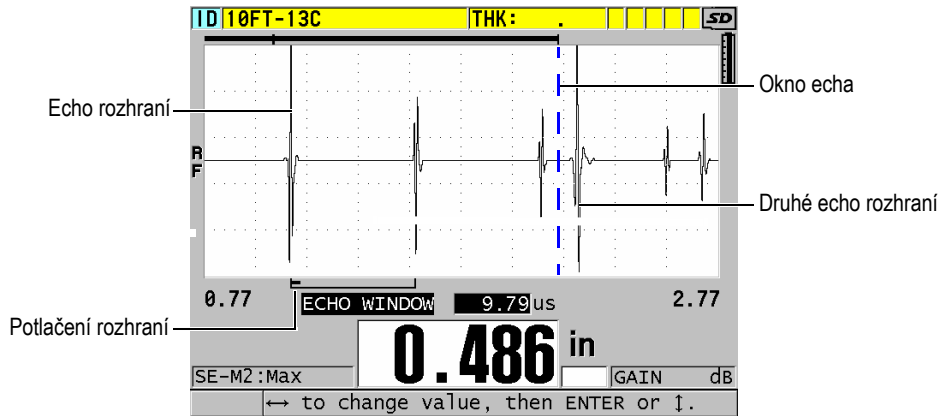 ID 10FT-13C THK: . SD
Echo rozhraní
Okno echa
RF
Druhé echo rozhraní
0.77 ECHO WINDOW 9.79us 2.77
Potlačení rozhraní
0.486 in
SE-M2:Max GAIN dB
↔ to change value, then ENTER or ↕.